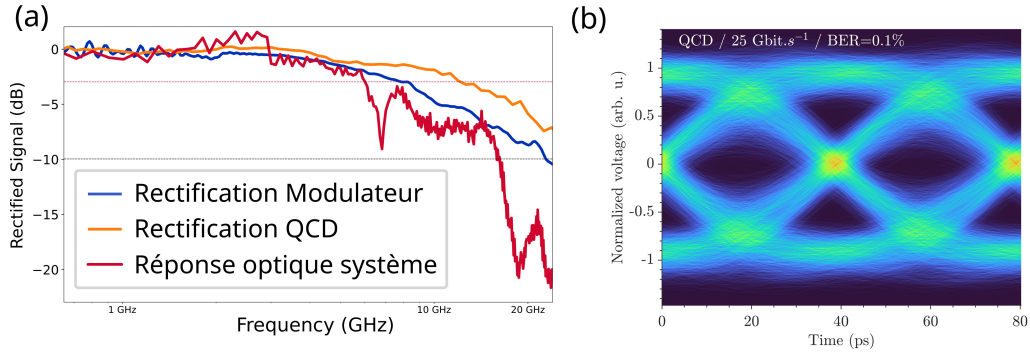 (a)
Rectified Signal (dB)
0
−5
−10
−15
−20
Rectification Modulateur
Rectification QCD
Réponse optique système
1 GHz
10 GHz
20 GHz
Frequency (GHz)
(b)
QCD / 25 Gbit.s⁻¹ / BER=0.1%
Normalized voltage (arb. u.)
1
0.5
0
-0.5
-1
0
20
40
60
80
Time (ps)